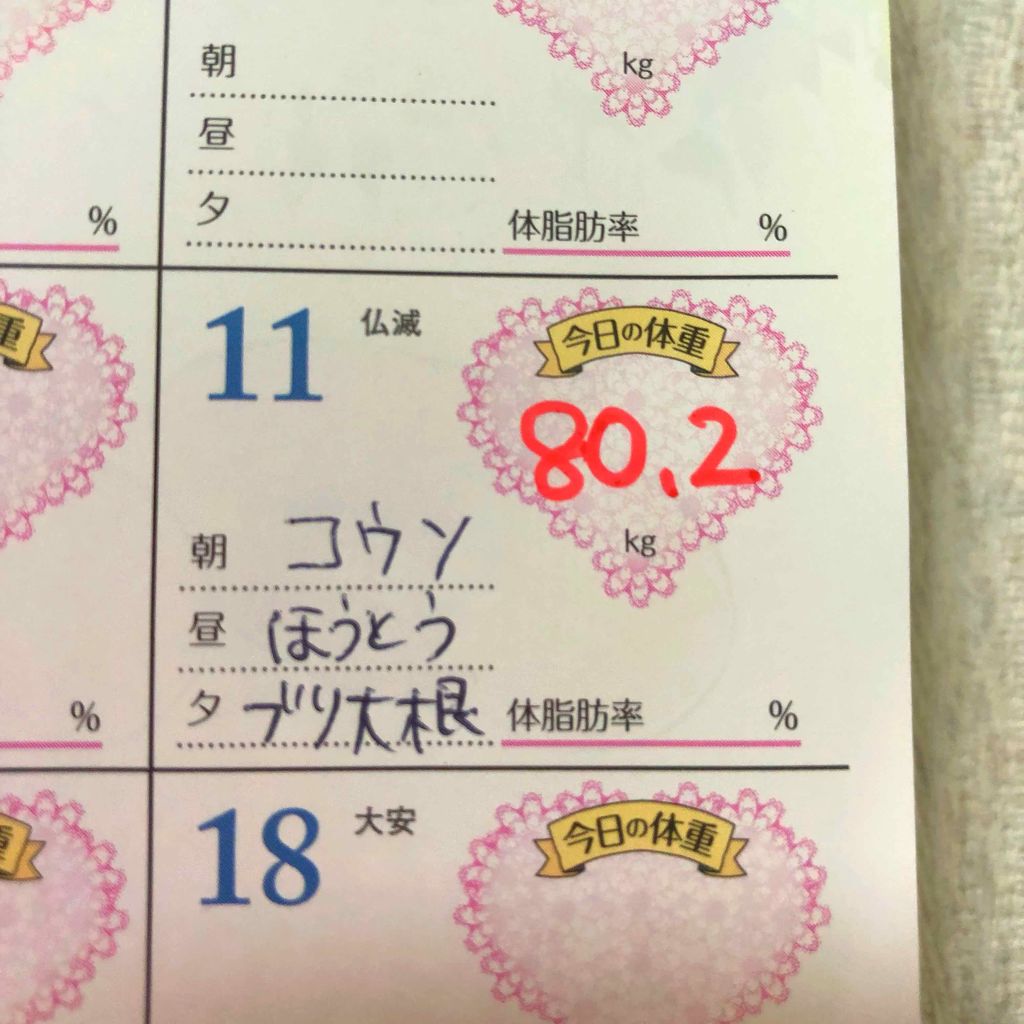 朝
kg
昼
夕
% 体脂肪率 %
11 仏滅
重 今日の体重
80.2
kg
朝 コウソ
昼 ほうとう
夕 ブリ大根
% 体脂肪率 %
18 大安
重 今日の体重